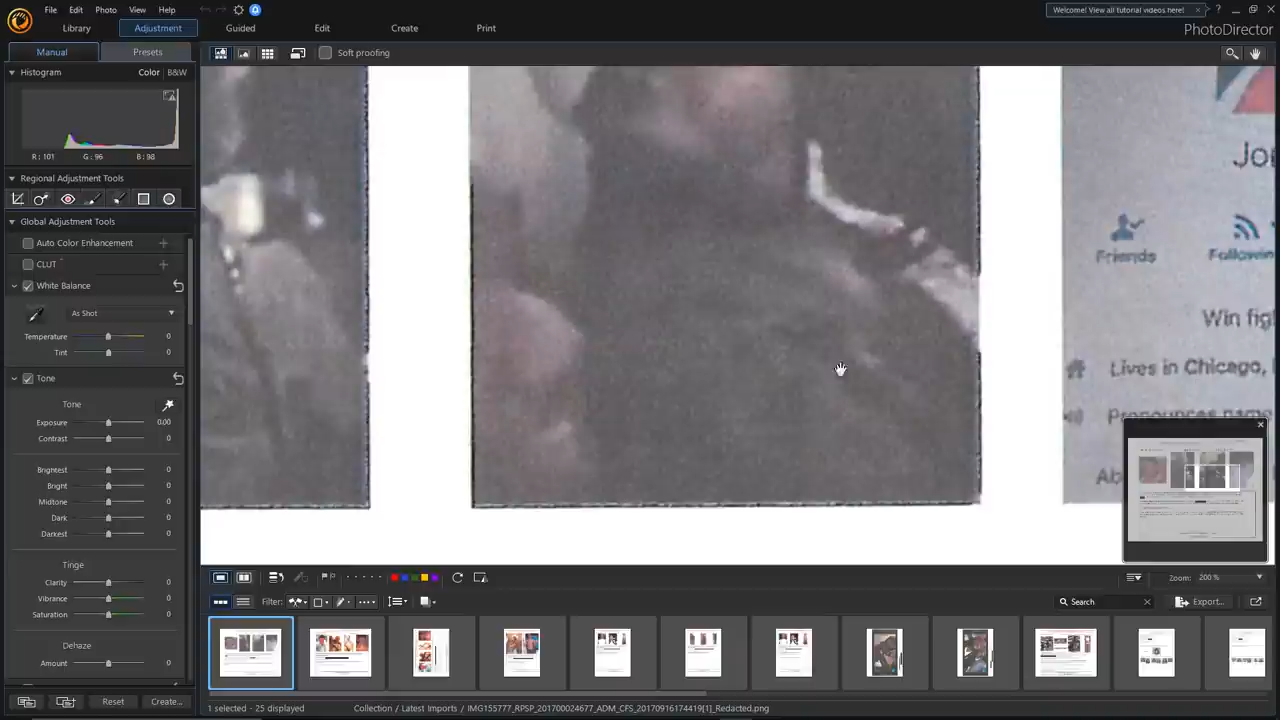 File Edit Photo View Help
Welcome! View all tutorial videos here!
Library Adjustment Guided Edit Create Print
PhotoDirector
Manual Presets
Soft proofing
Histogram Color B&W
R : 101 G : 96 B : 98
Regional Adjustment Tools
Global Adjustment Tools
Auto Color Enhancement
CLUT
White Balance
As Shot
Temperature 0
Tint 0
Tone
Tone
Exposure 0.00
Contrast 0
Brightest 0
Bright 0
Midtone 0
Dark 0
Darkest 0
Tinge
Clarity 0
Vibrance 0
Saturation 0
Dehaze
Amount 0
Reset Create...
Friends
Win
Lives in Chicago,
Pronounces name
Zoom: 200 %
Filter:
Search
Export...
1 selected - 25 displayed
Collection / Latest Imports / IMG155777_RPSP_201700024677_ADM_CFS_20170916174419[1]_Redacted.png